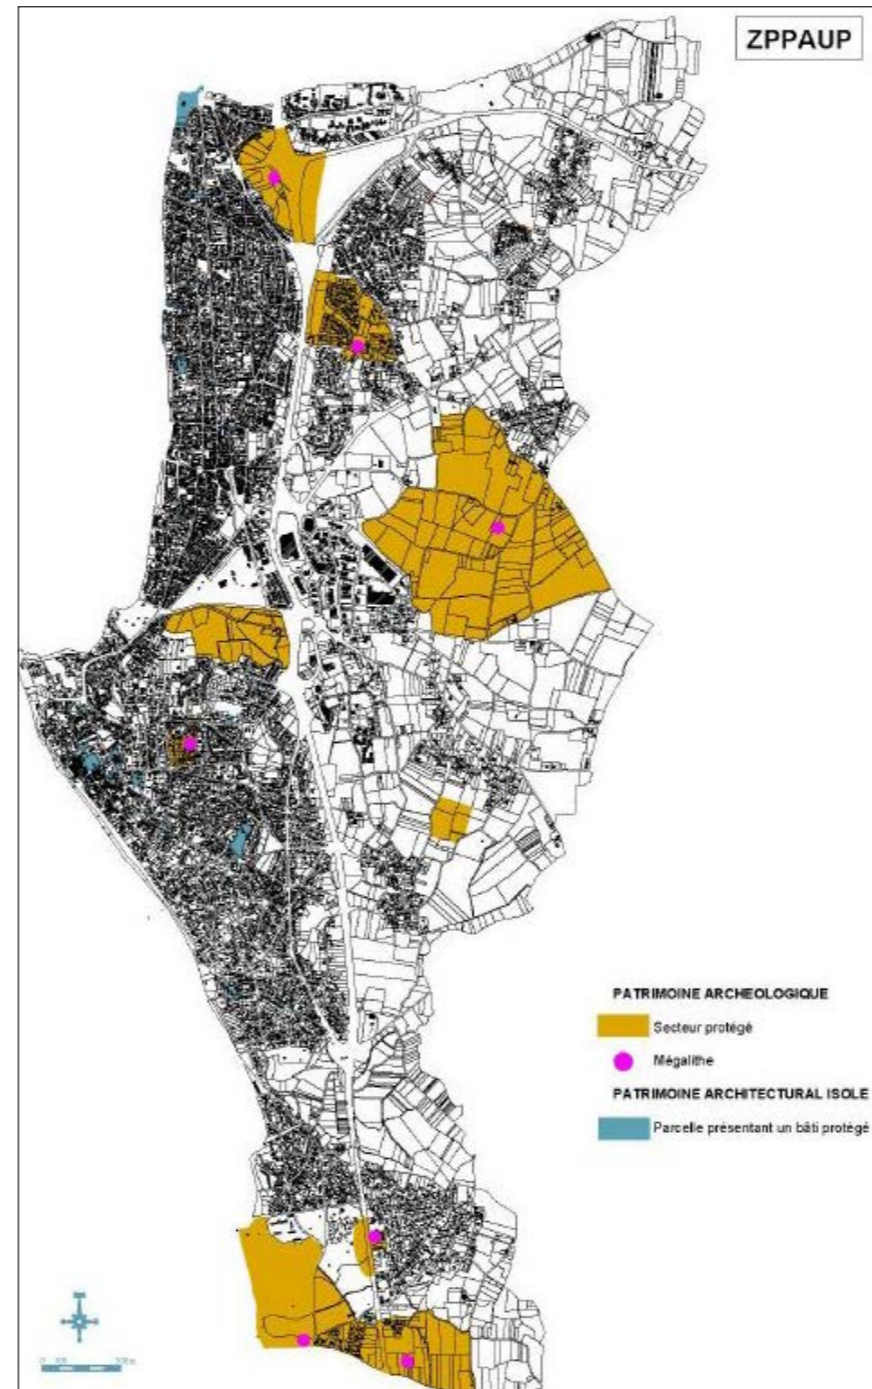 ZPPAUP
PATRIMOINE ARCHEOLOGIQUE
Secteur protégé
Mégalithe
PATRIMOINE ARCHITECTURAL ISOLE
Parcelle présentant un bâti protégé